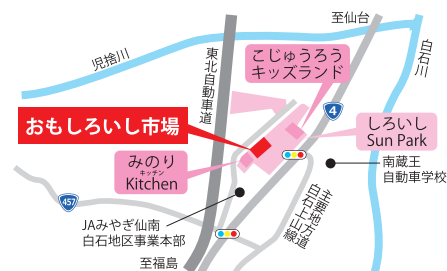 至仙台
児捨川
東北自動車道
こじゅうろう
キッズランド
白石川
4
おもしろいし市場
しろいし
Sun Park
みのり
キッチン
Kitchen
南蔵王
自動車学校
457
主要地方道
白石上山線
JAみやぎ仙南
白石地区事業本部
至福島